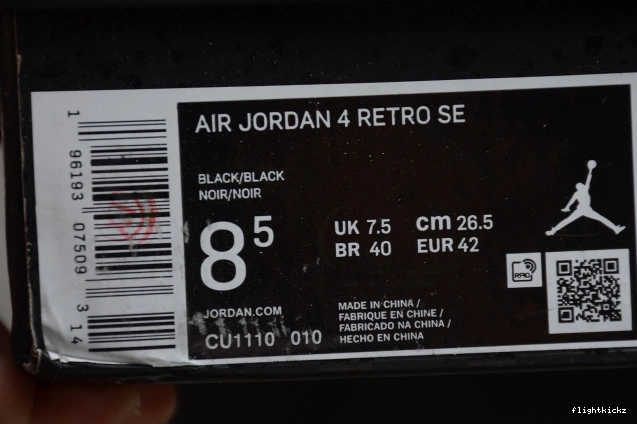 AIR JORDAN 4 RETRO SE
BLACK/BLACK
NOIR/NOIR
8⁵
UK 7.5 cm 26.5
BR 40 EUR 42
JORDAN.COM
CU1110 010
MADE IN CHINA /
FABRIQUE EN CHINE /
FABRICADO NA CHINA /
HECHO EN CHINA
RFID
1 96193 07509 3 14
flightkickz